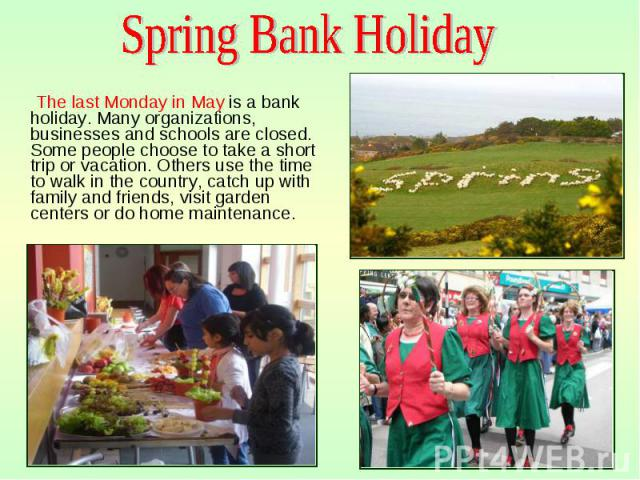 Spring Bank Holiday
The last Monday in May is a bank
holiday. Many organizations,
businesses and schools are closed.
Some people choose to take a short
trip or vacation. Others use the time
to walk in the country, catch up with
family and friends, visit garden
centers or do home maintenance.
Spring
PPt4WEB.ru